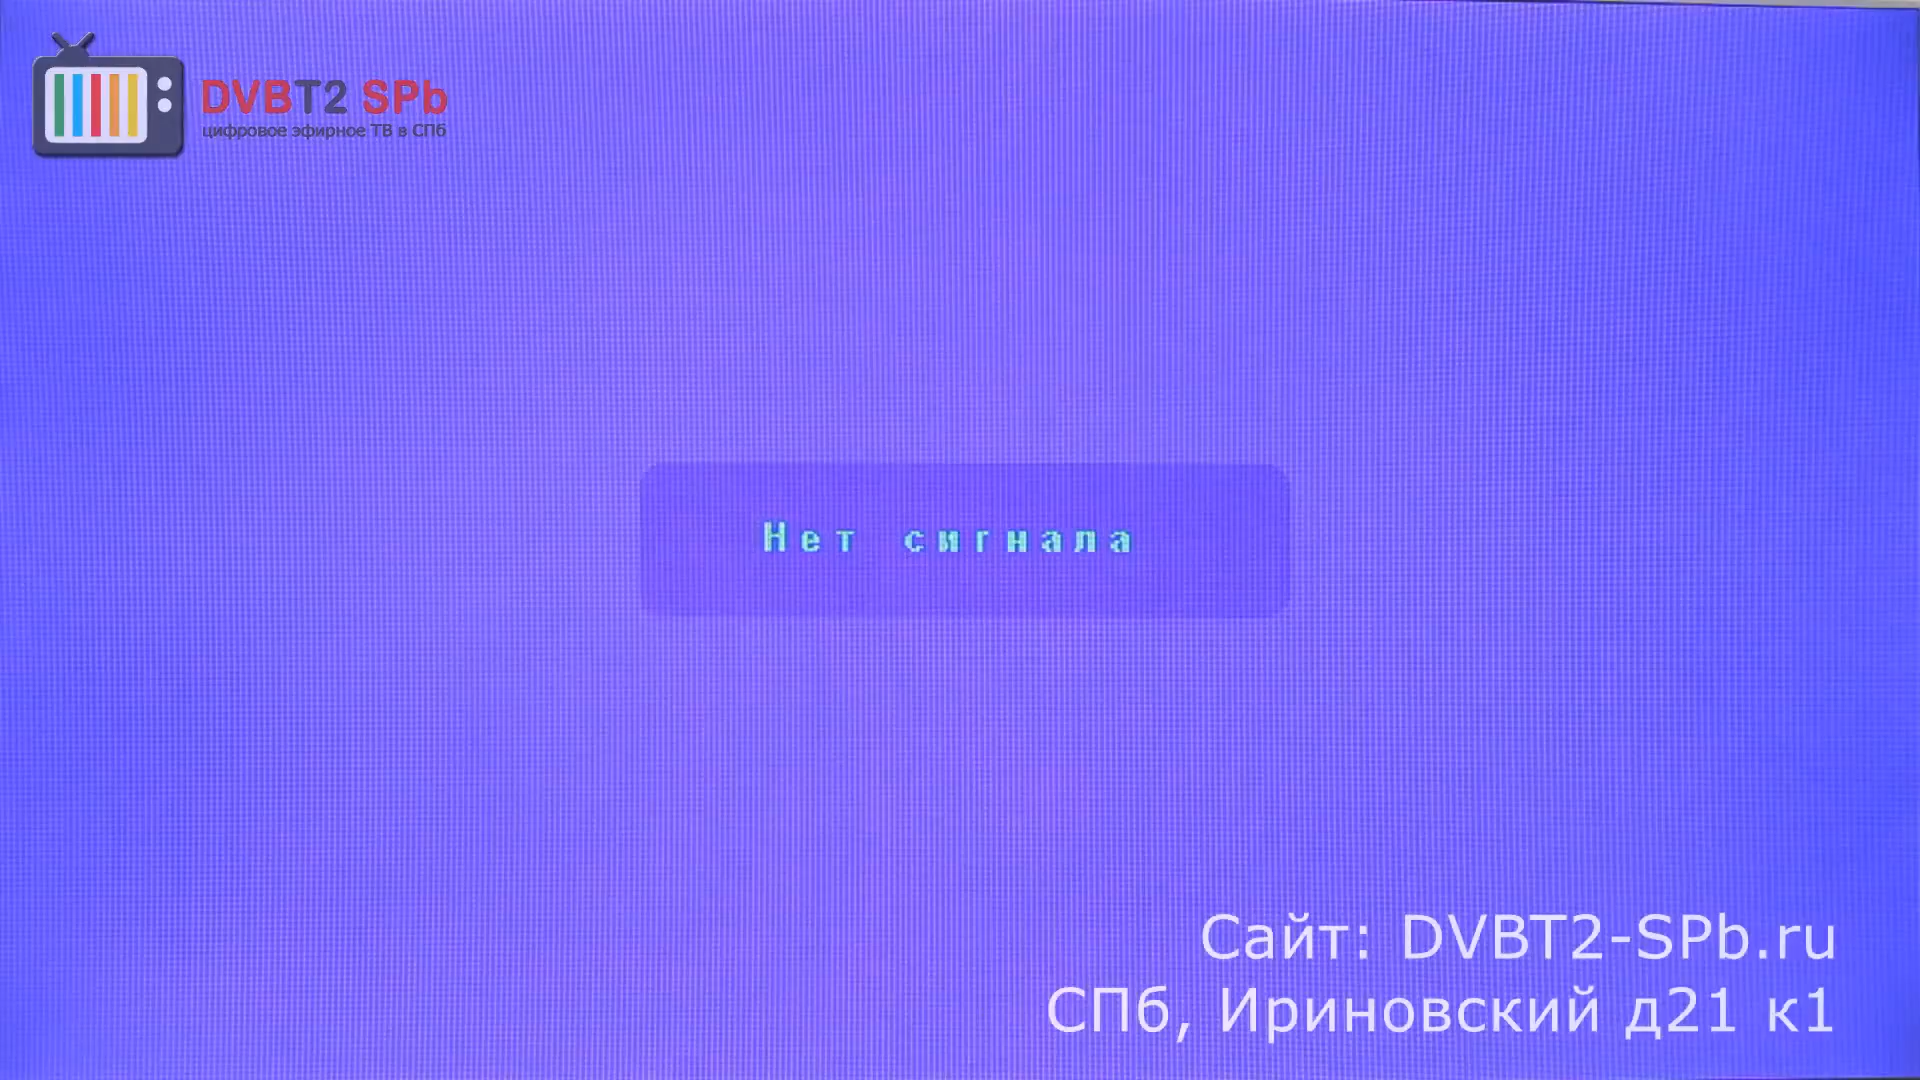 DVBT2 SPb
цифровое эфирное ТВ в СПб
Нет сигнала
Сайт: DVBT2-SPb.ru
СПб, Ириновский д21 к1